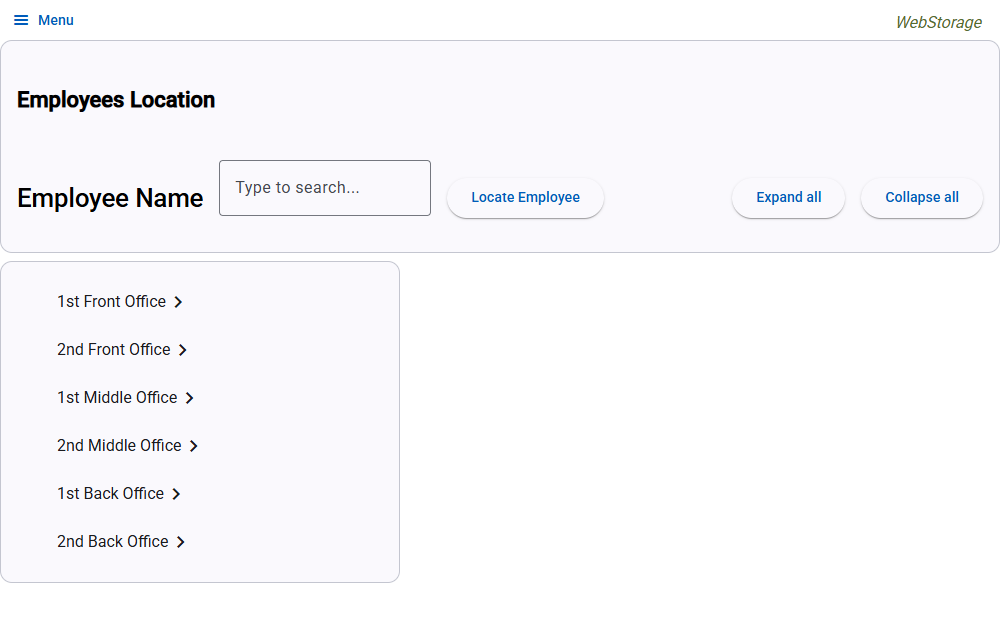 Menu
WebStorage
Employees Location
Employee Name
Type to search...
Locate Employee
Expand all
Collapse all
1st Front Office
2nd Front Office
1st Middle Office
2nd Middle Office
1st Back Office
2nd Back Office